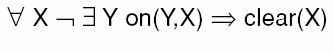 ∀ X ¬ ∃ Y on(Y,X) ⇒ clear(X)